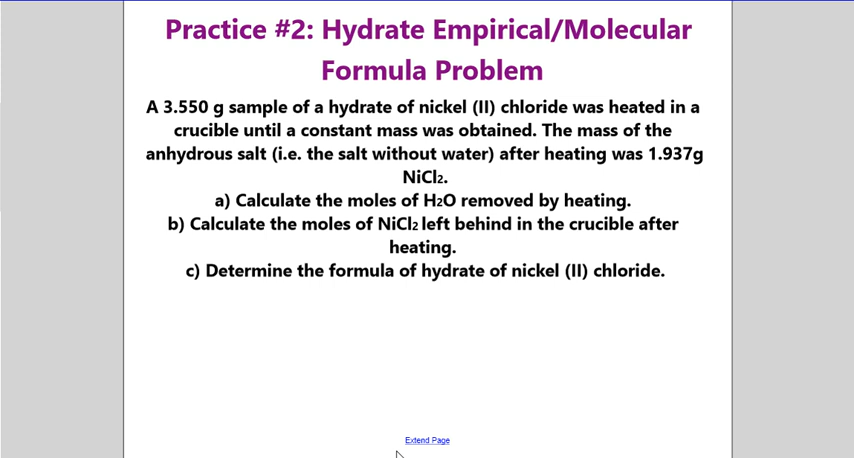 Practice #2: Hydrate Empirical/Molecular
Formula Problem
A 3.550 g sample of a hydrate of nickel (II) chloride was heated in a
crucible until a constant mass was obtained. The mass of the
anhydrous salt (i.e. the salt without water) after heating was 1.937g
NiCl₂.
a) Calculate the moles of H₂O removed by heating.
b) Calculate the moles of NiCl₂ left behind in the crucible after
heating.
c) Determine the formula of hydrate of nickel (II) chloride.
Extend Page